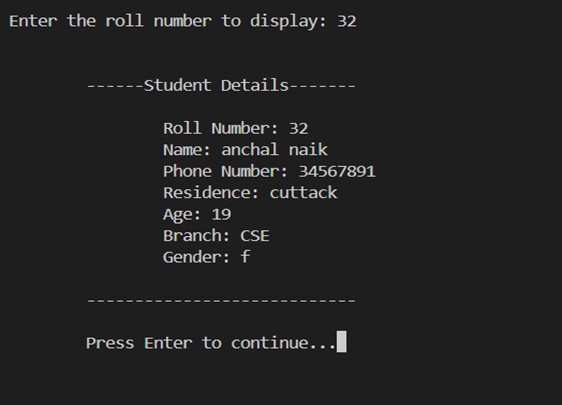 Enter the roll number to display: 32
------Student Details-------
Roll Number: 32
Name: anchal naik
Phone Number: 34567891
Residence: cuttack
Age: 19
Branch: CSE
Gender: f
----------------------------
Press Enter to continue...